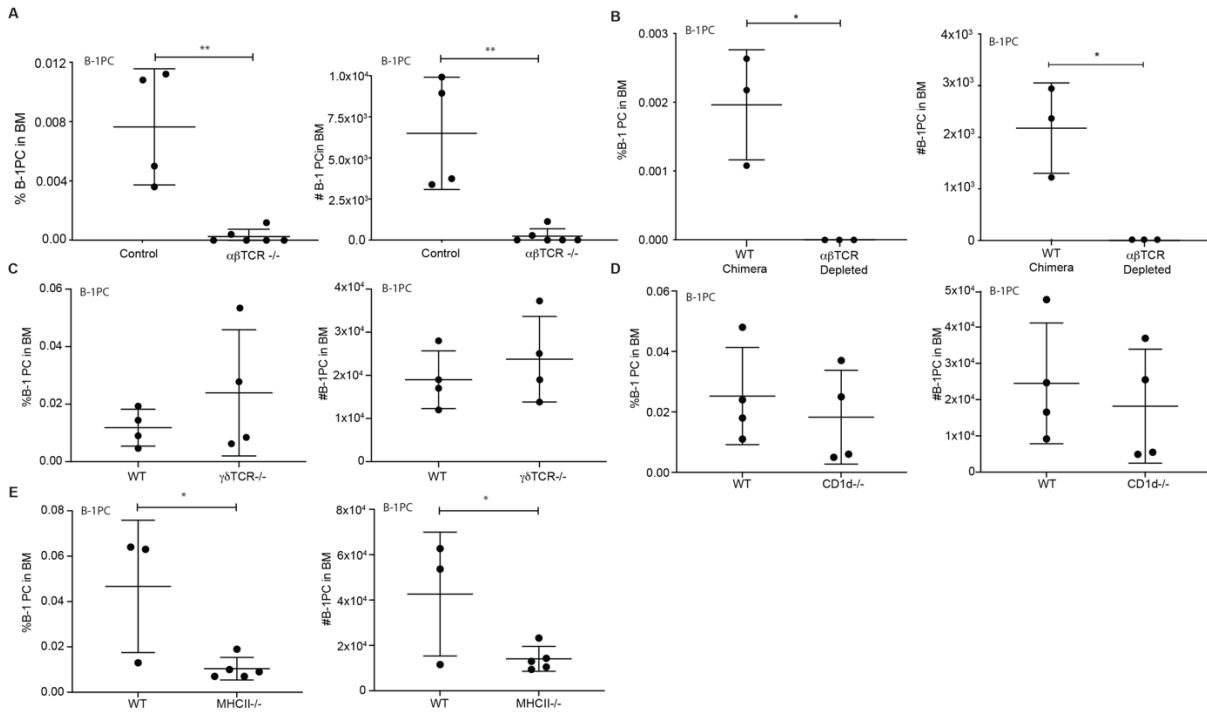 A
B-1PC
**
% B-1PC in BM
0.012
0.008
0.004
0.000
Control
αβTCR -/-
B-1PC
**
# B-1 PCin BM
1.0x10⁴
7.5x10³
5.0x10³
2.5x10³
0.0
Control
αβTCR -/-
B
B-1PC
*
%B-1 PC in BM
0.003
0.002
0.001
0.000
WT
Chimera
αβTCR
Depleted
B-1PC
*
#B-1PC in BM
4x10³
3x10³
2x10³
1x10³
0
WT
Chimera
αβTCR
Depleted
C
B-1PC
%B-1 PC in BM
0.06
0.04
0.02
0.00
WT
γδTCR-/-
B-1PC
#B-1PC in BM
4x10⁴
3x10⁴
2x10⁴
1x10⁴
0
WT
γδTCR-/-
D
B-1PC
%B-1 PC in BM
0.06
0.04
0.02
0.00
WT
CD1d-/-
B-1PC
#B-1PC in BM
5x10⁴
4x10⁴
3x10⁴
2x10⁴
1x10⁴
0
WT
CD1d-/-
E
B-1PC
*
%B-1 PC in BM
0.08
0.06
0.04
0.02
0.00
WT
MHCII-/-
B-1PC
*
#B-1PC in BM
8x10⁴
6x10⁴
4x10⁴
2x10⁴
0
WT
MHCII-/-